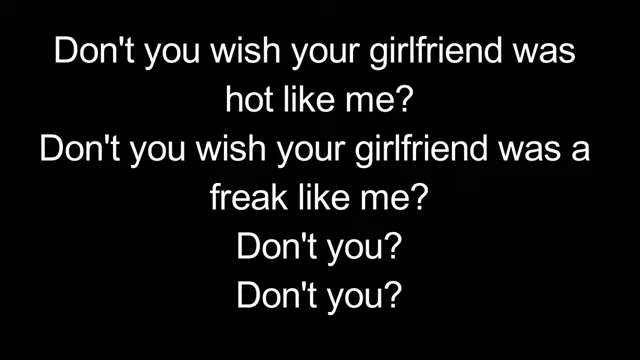 Don't you wish your girlfriend was
hot like me?
Don't you wish your girlfriend was a
freak like me?
Don't you?
Don't you?